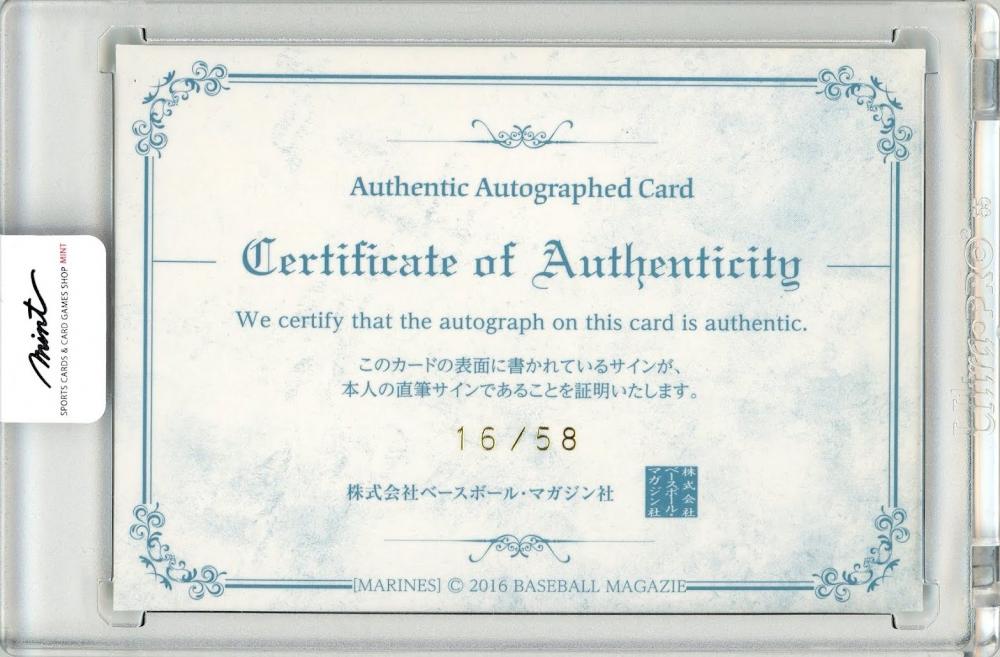 Authentic Autographed Card
Certificate of Authenticity
We certify that the autograph on this card is authentic.
このカードの表面に書かれているサインが、
本人の直筆サインであることを証明いたします。
16/58
株式会社ベースボール・マガジン社
株式会社
ベースボール・
マガジン社
[MARINES] © 2016 BASEBALL MAGAZIE
mint
SPORTS CARDS & CARD GAMES SHOP MINT